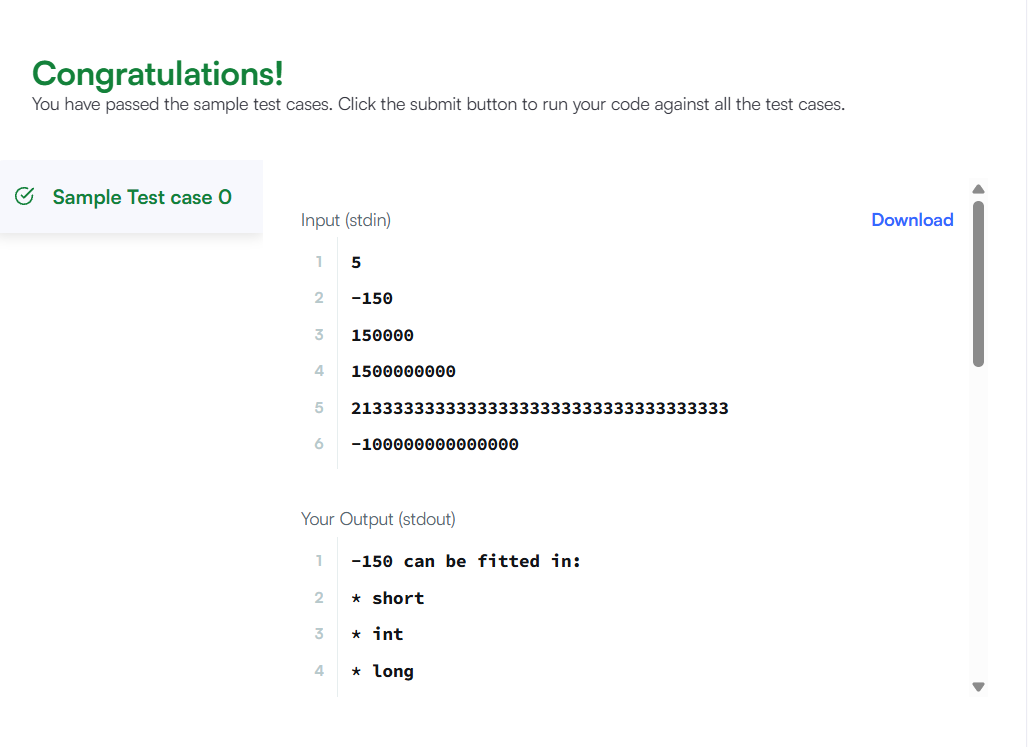 Congratulations!
You have passed the sample test cases. Click the submit button to run your code against all the test cases.
Sample Test case 0
Input (stdin)
Download
1 5
2 -150
3 150000
4 1500000000
5 213333333333333333333333333333333333
6 -100000000000000
Your Output (stdout)
1 -150 can be fitted in:
2 * short
3 * int
4 * long